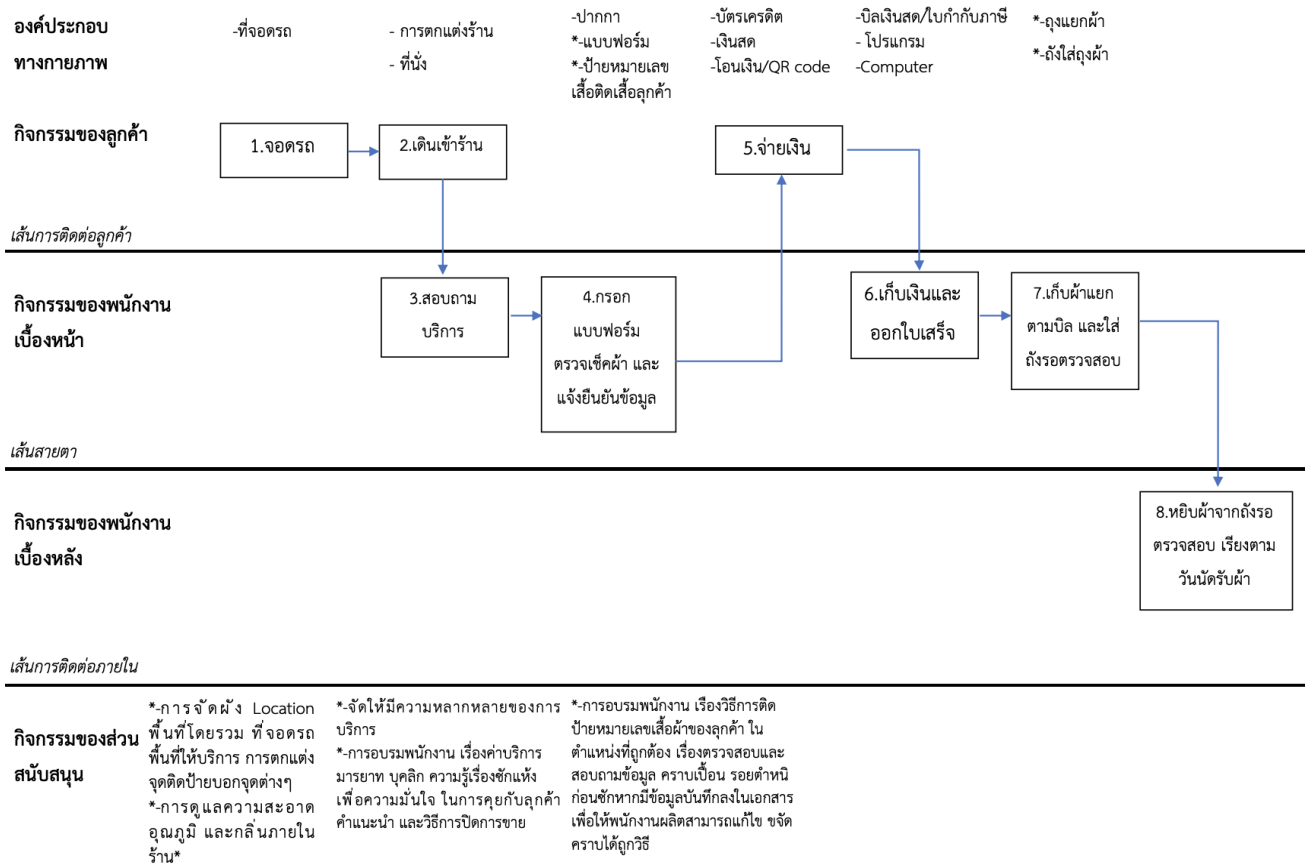 องค์ประกอบ
ทางกายภาพ
-ที่จอดรถ
- การตกแต่งร้าน
- ที่นั่ง
-ปากกา
*-แบบฟอร์ม
*-ป้ายหมายเลข
เสื้อติดเสื้อลูกค้า
-บัตรเครดิต
-เงินสด
-โอนเงิน/QR code
-บิลเงินสด/ใบกำกับภาษี
- โปรแกรม
-Computer
*-ถุงแยกผ้า
*-ถังใส่ถุงผ้า
กิจกรรมของลูกค้า
1.จอดรถ
2.เดินเข้าร้าน
5.จ่ายเงิน
เส้นการติดต่อลูกค้า
กิจกรรมของพนักงาน
เบื้องหน้า
3.สอบถาม
บริการ
4.กรอก
แบบฟอร์ม
ตรวจเช็คผ้า และ
แจ้งยืนยันข้อมูล
6.เก็บเงินและ
ออกใบเสร็จ
7.เก็บผ้าแยก
ตามบิล และใส่
ถังรอตรวจสอบ
เส้นสายตา
กิจกรรมของพนักงาน
เบื้องหลัง
8.หยิบผ้าจากถังรอ
ตรวจสอบ เรียงตาม
วันนัดรับผ้า
เส้นการติดต่อภายใน
กิจกรรมของส่วน
สนับสนุน
*-การจัดผัง Location
พื้นที่โดยรวม ที่จอดรถ
พื้นที่ให้บริการ การตกแต่ง
จุดติดป้ายบอกจุดต่างๆ
*-การดูแลความสะอาด
อุณภูมิ และกลิ่นภายใน
ร้าน*
*-จัดให้มีความหลากหลายของการ
บริการ
*-การอบรมพนักงาน เรื่องค่าบริการ
มารยาท บุคลิก ความรู้เรื่องซักแห้ง
เพื่อความมั่นใจ ในการคุยกับลูกค้า
คำแนะนำ และวิธีการปิดการขาย
*-การอบรมพนักงาน เรื่องวิธีการติด
ป้ายหมายเลขเสื้อผ้าของลูกค้า ใน
ตำแหน่งที่ถูกต้อง เรื่องตรวจสอบและ
สอบถามข้อมูล คราบเปื้อน รอยตำหนิ
ก่อนซักหากมีข้อมูลบันทึกลงในเอกสาร
เพื่อให้พนักงานผลิตสามารถแก้ไข ขจัด
คราบได้ถูกวิธี